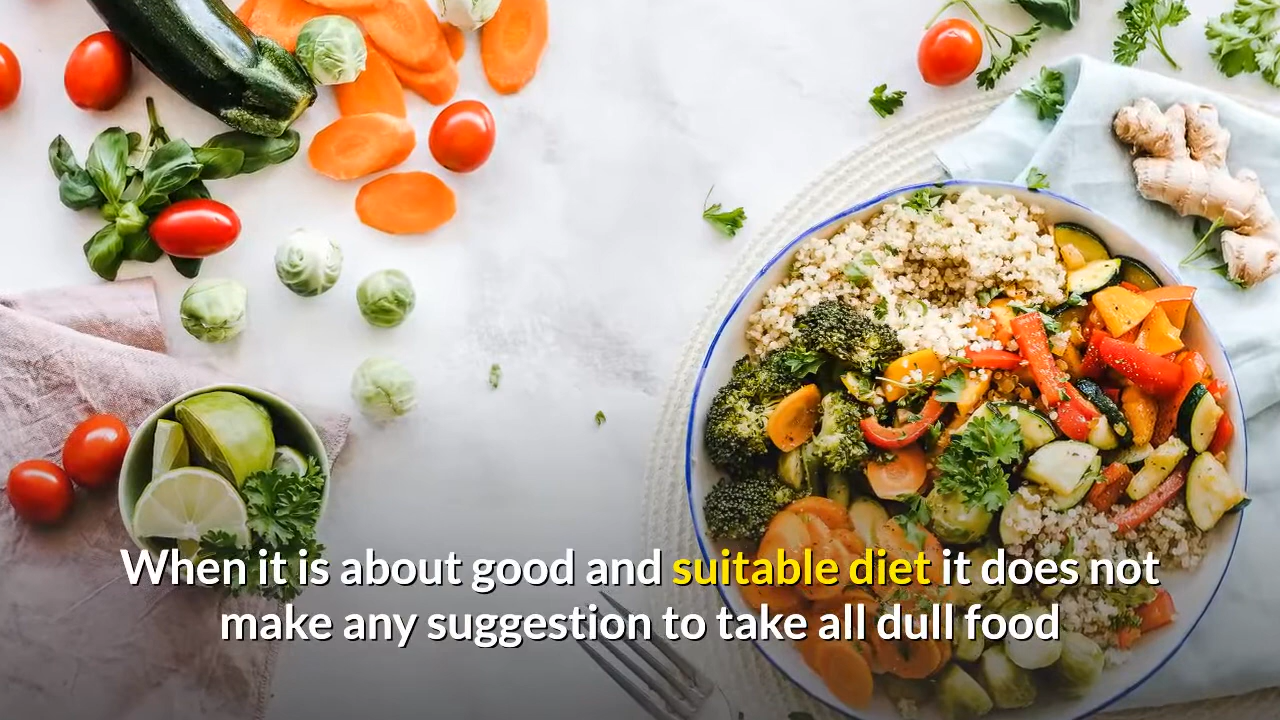 When it is about good and suitable diet it does not
make any suggestion to take all dull food